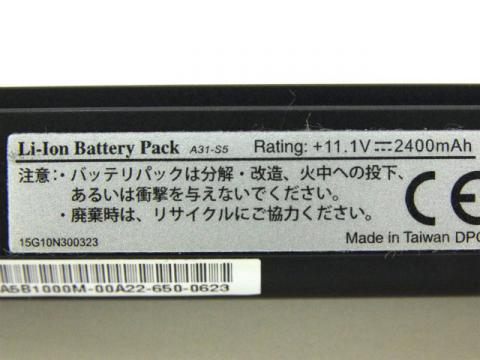 Li-Ion Battery Pack A31-S5 Rating: +11.1V⎓2400mAh
注意:・バッテリパックは分解・改造、火中への投下、
あるいは衝撃を与えないでください。
・廃棄時は、リサイクルにご協力ください。
CE
15G10N300323 Made in Taiwan DP
A5B1000M-00A22-650-0623